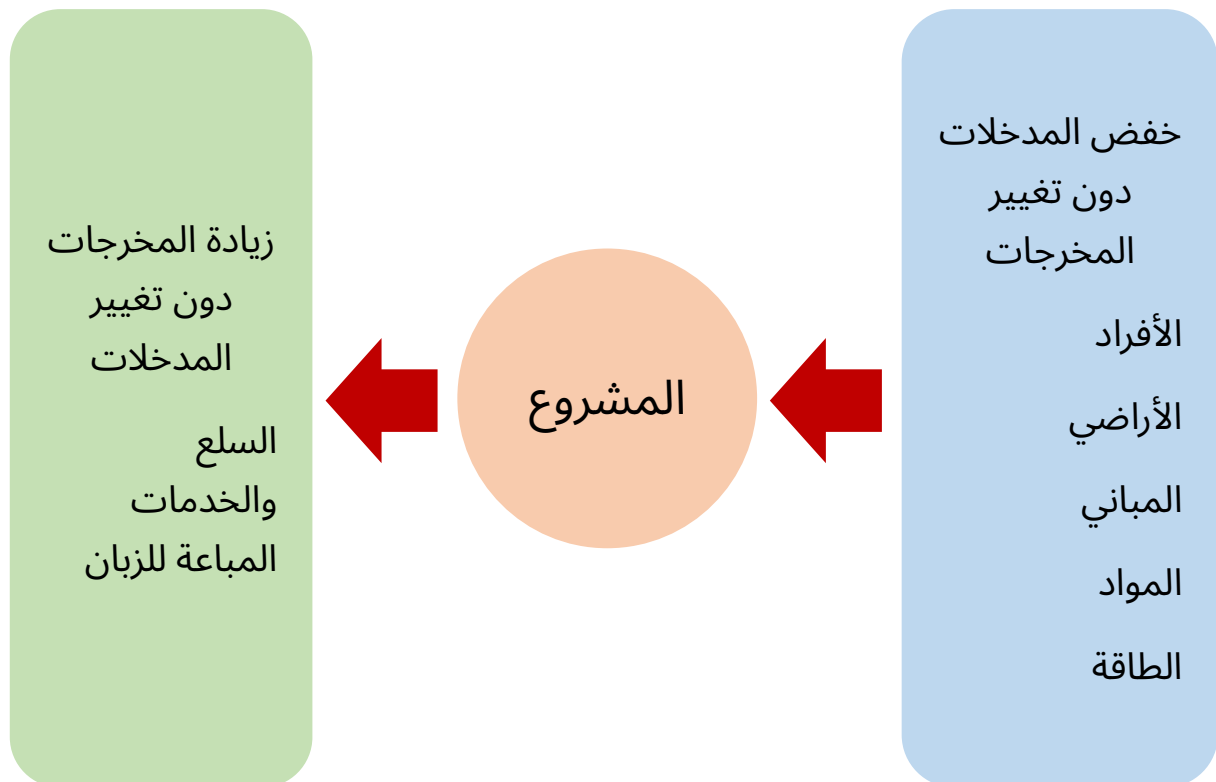 خفض المدخلات
دون تغيير
المخرجات
الأفراد
الأراضي
المباني
المواد
الطاقة
المشروع
زيادة المخرجات
دون تغيير
المدخلات
السلع
والخدمات
المباعة للزبان